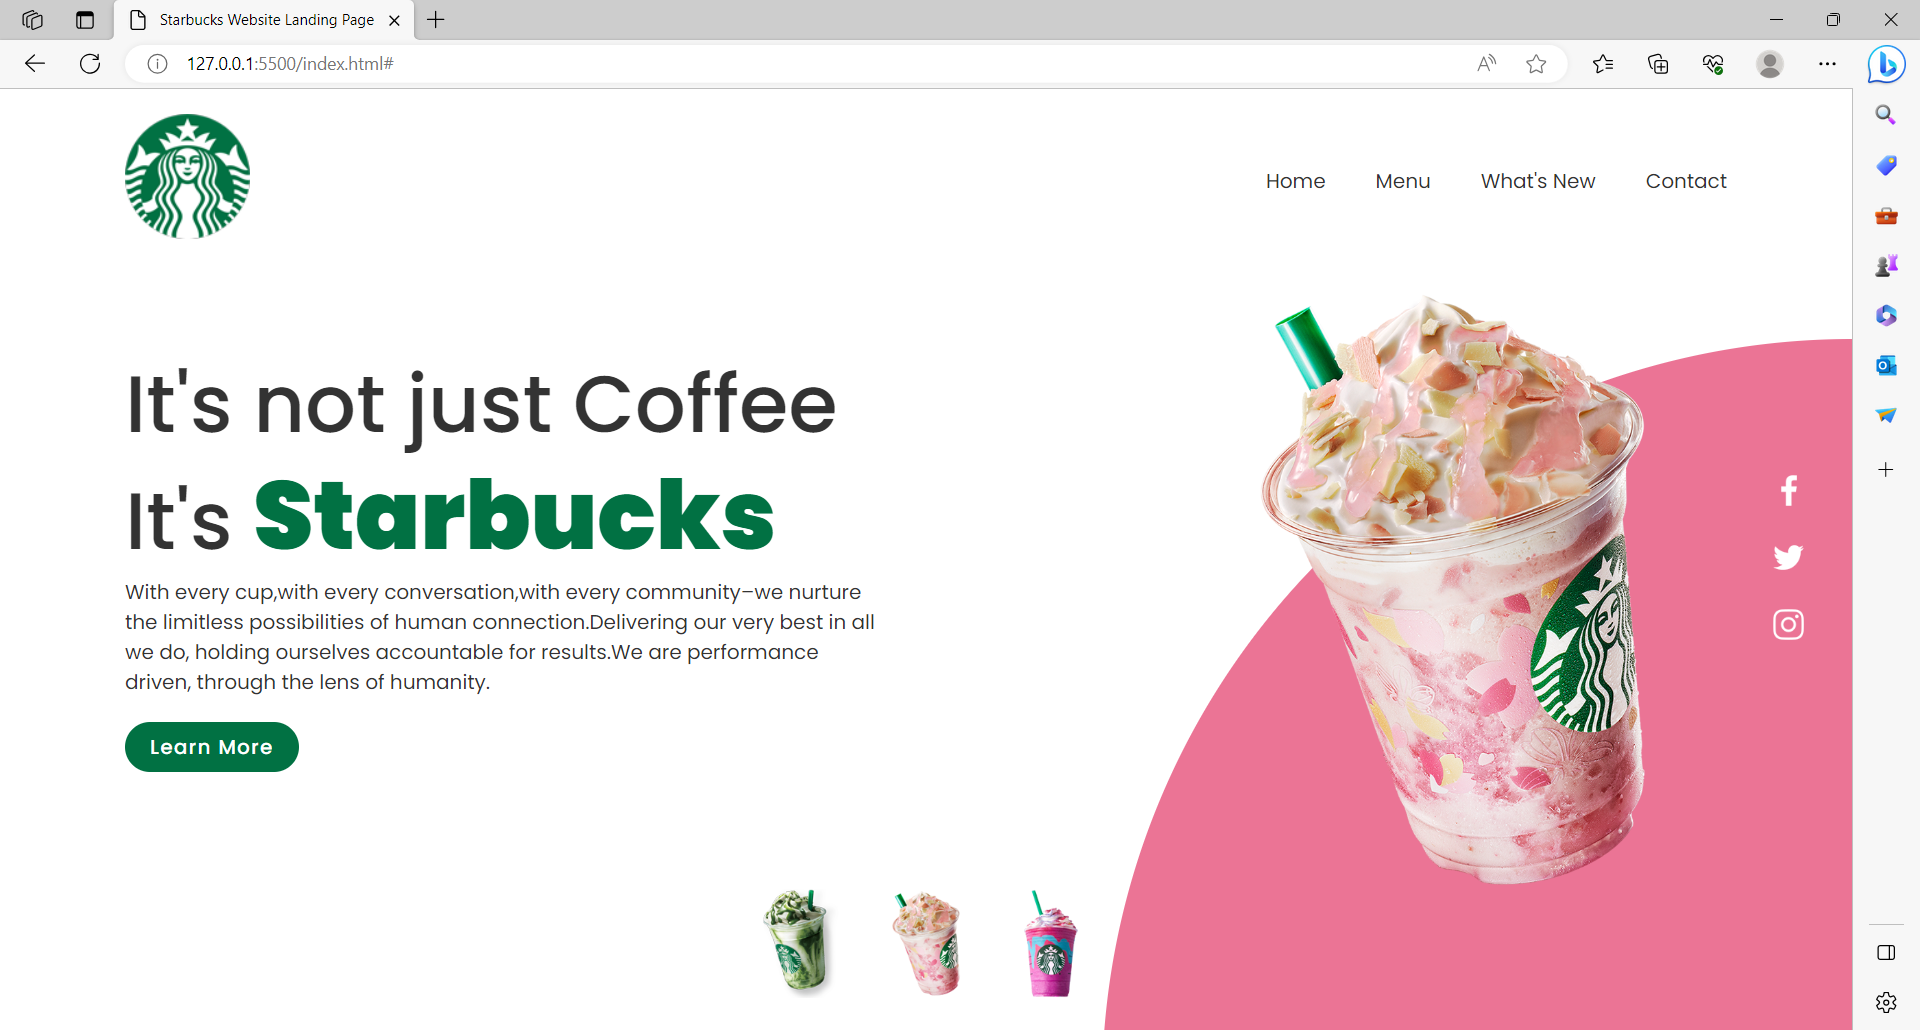 Starbucks Website Landing Page
127.0.0.1:5500/index.html#
Home Menu What's New Contact
It's not just Coffee
It's Starbucks
With every cup,with every conversation,with every community–we nurture
the limitless possibilities of human connection.Delivering our very best in all
we do, holding ourselves accountable for results.We are performance
driven, through the lens of humanity.
Learn More